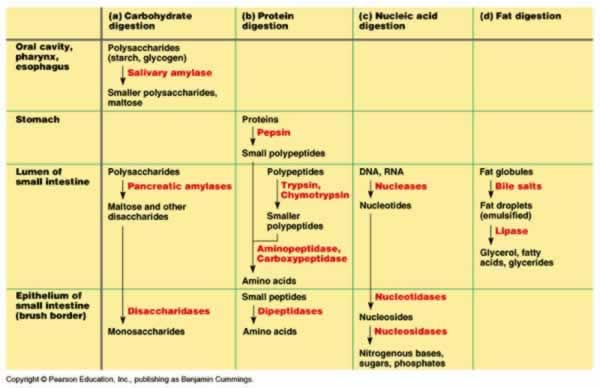 (a) Carbohydrate
digestion
(b) Protein
digestion
(c) Nucleic acid
digestion
(d) Fat digestion
Oral cavity,
pharynx,
esophagus
Polysaccharides
(starch, glycogen)
Salivary amylase
Smaller polysaccharides,
maltose
Stomach
Proteins
Pepsin
Small polypeptides
Lumen of
small intestine
Polysaccharides
Pancreatic amylases
Maltose and other
disaccharides
Polypeptides
Trypsin,
Chymotrypsin
Smaller
polypeptides
Aminopeptidase,
Carboxypeptidase
Amino acids
DNA, RNA
Nucleases
Nucleotides
Fat globules
Bile salts
Fat droplets
(emulsified)
Lipase
Glycerol, fatty
acids, glycerides
Epithelium of
small intestine
(brush border)
Disaccharidases
Monosaccharides
Small peptides
Dipeptidases
Amino acids
Nucleotidases
Nucleosides
Nucleosidases
Nitrogenous bases,
sugars, phosphates
Copyright © Pearson Education, Inc., publishing as Benjamin Cummings.